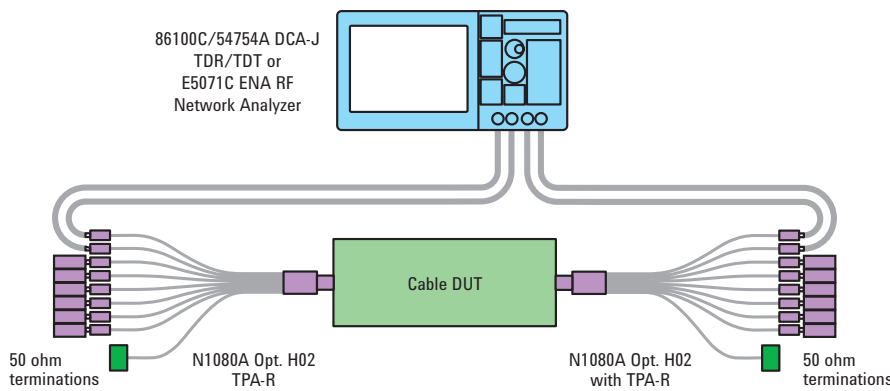 86100C/54754A DCA-J
TDR/TDT or
E5071C ENA RF
Network Analyzer
Cable DUT
50 ohm
terminations
N1080A Opt. H02
TPA-R
N1080A Opt. H02
with TPA-R
50 ohm
terminations